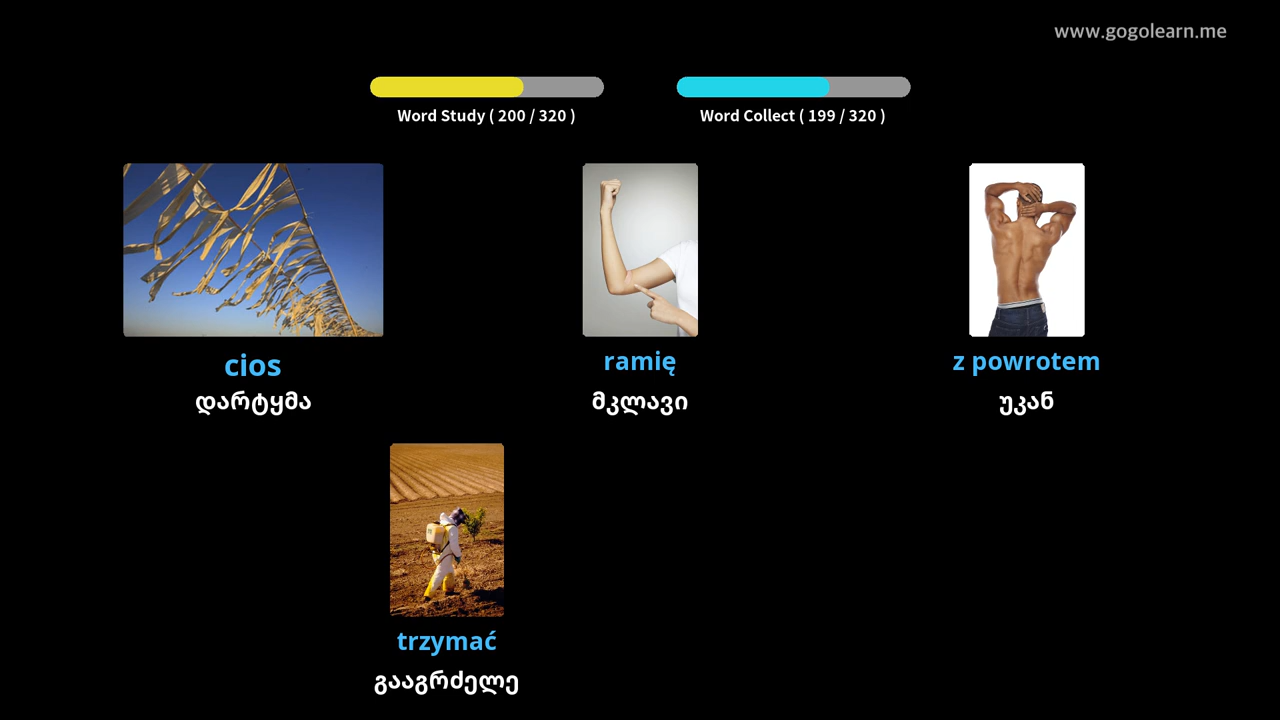 www.gogolearn.me
Word Study ( 200 / 320 )
Word Collect ( 199 / 320 )
cios
დარტყმა
ramię
მკლავი
z powrotem
უკან
trzymać
გააგრძელე